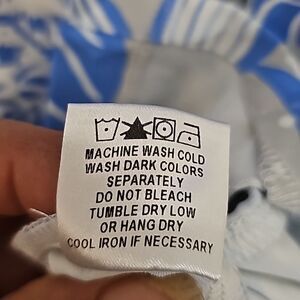 MACHINE WASH COLD
WASH DARK COLORS
SEPARATELY
DO NOT BLEACH
TUMBLE DRY LOW
OR HANG DRY
COOL IRON IF NECESSARY